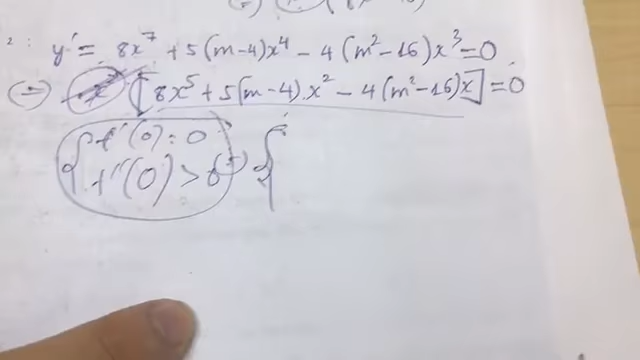 2: y' = 8x⁷ + 5(m-4)x⁴ - 4(m²-16)x³ = 0
[8x⁵ + 5(m-4).x² - 4(m²-16)x] = 0
{ f'(0) = 0
f''(0) > 0 {